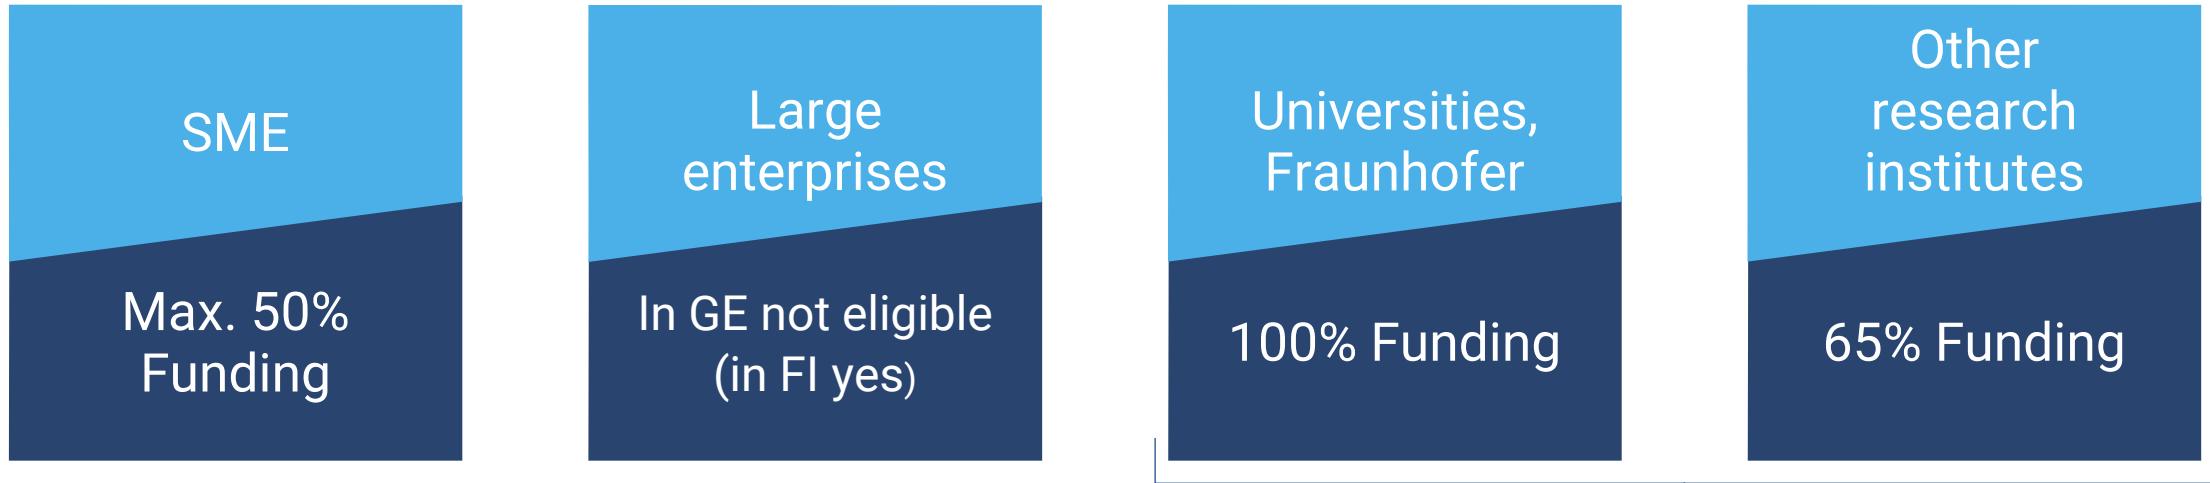 SME
Max. 50%
Funding
Large
enterprises
In GE not eligible
(in FI yes)
Universities,
Fraunhofer
100% Funding
Other
research
institutes
65% Funding